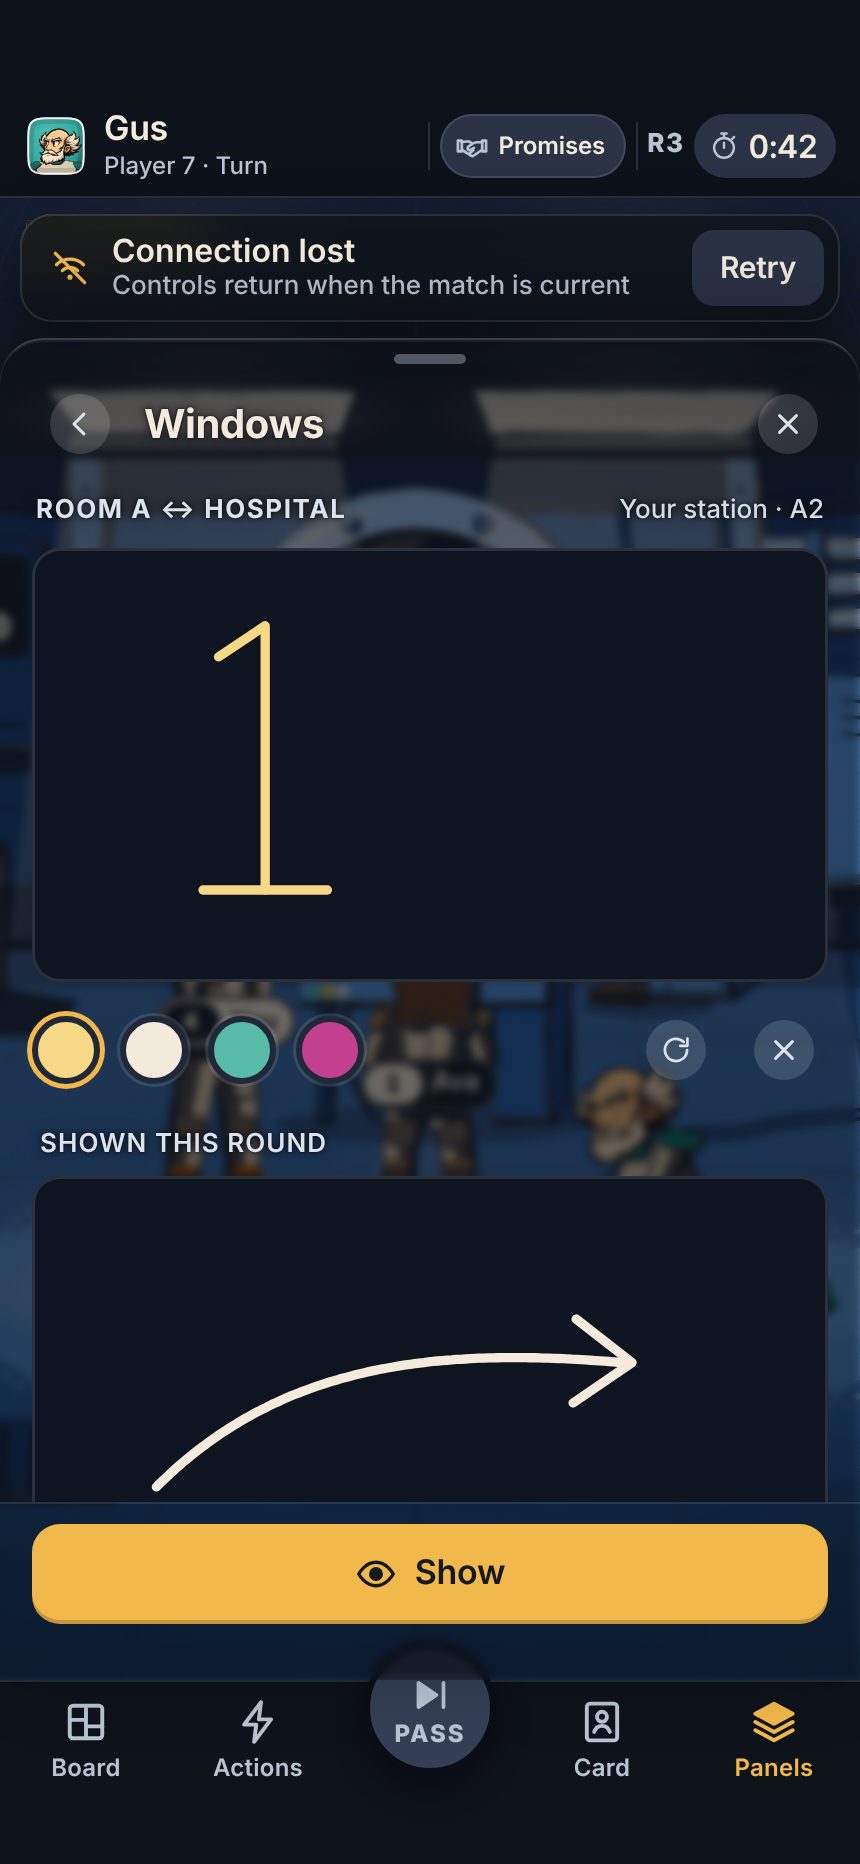 Gus
Player 7 · Turn
Promises
R3
0:42
Connection lost
Controls return when the match is current
Retry
Windows
ROOM A ↔ HOSPITAL
Your station · A2
1
SHOWN THIS ROUND
Show
PASS
Board
Actions
Card
Panels